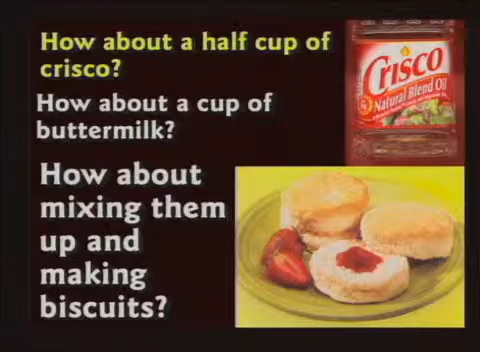 How about a half cup of
crisco?
How about a cup of
buttermilk?
How about
mixing them
up and
making
biscuits?
Crisco
Natural Blend Oil